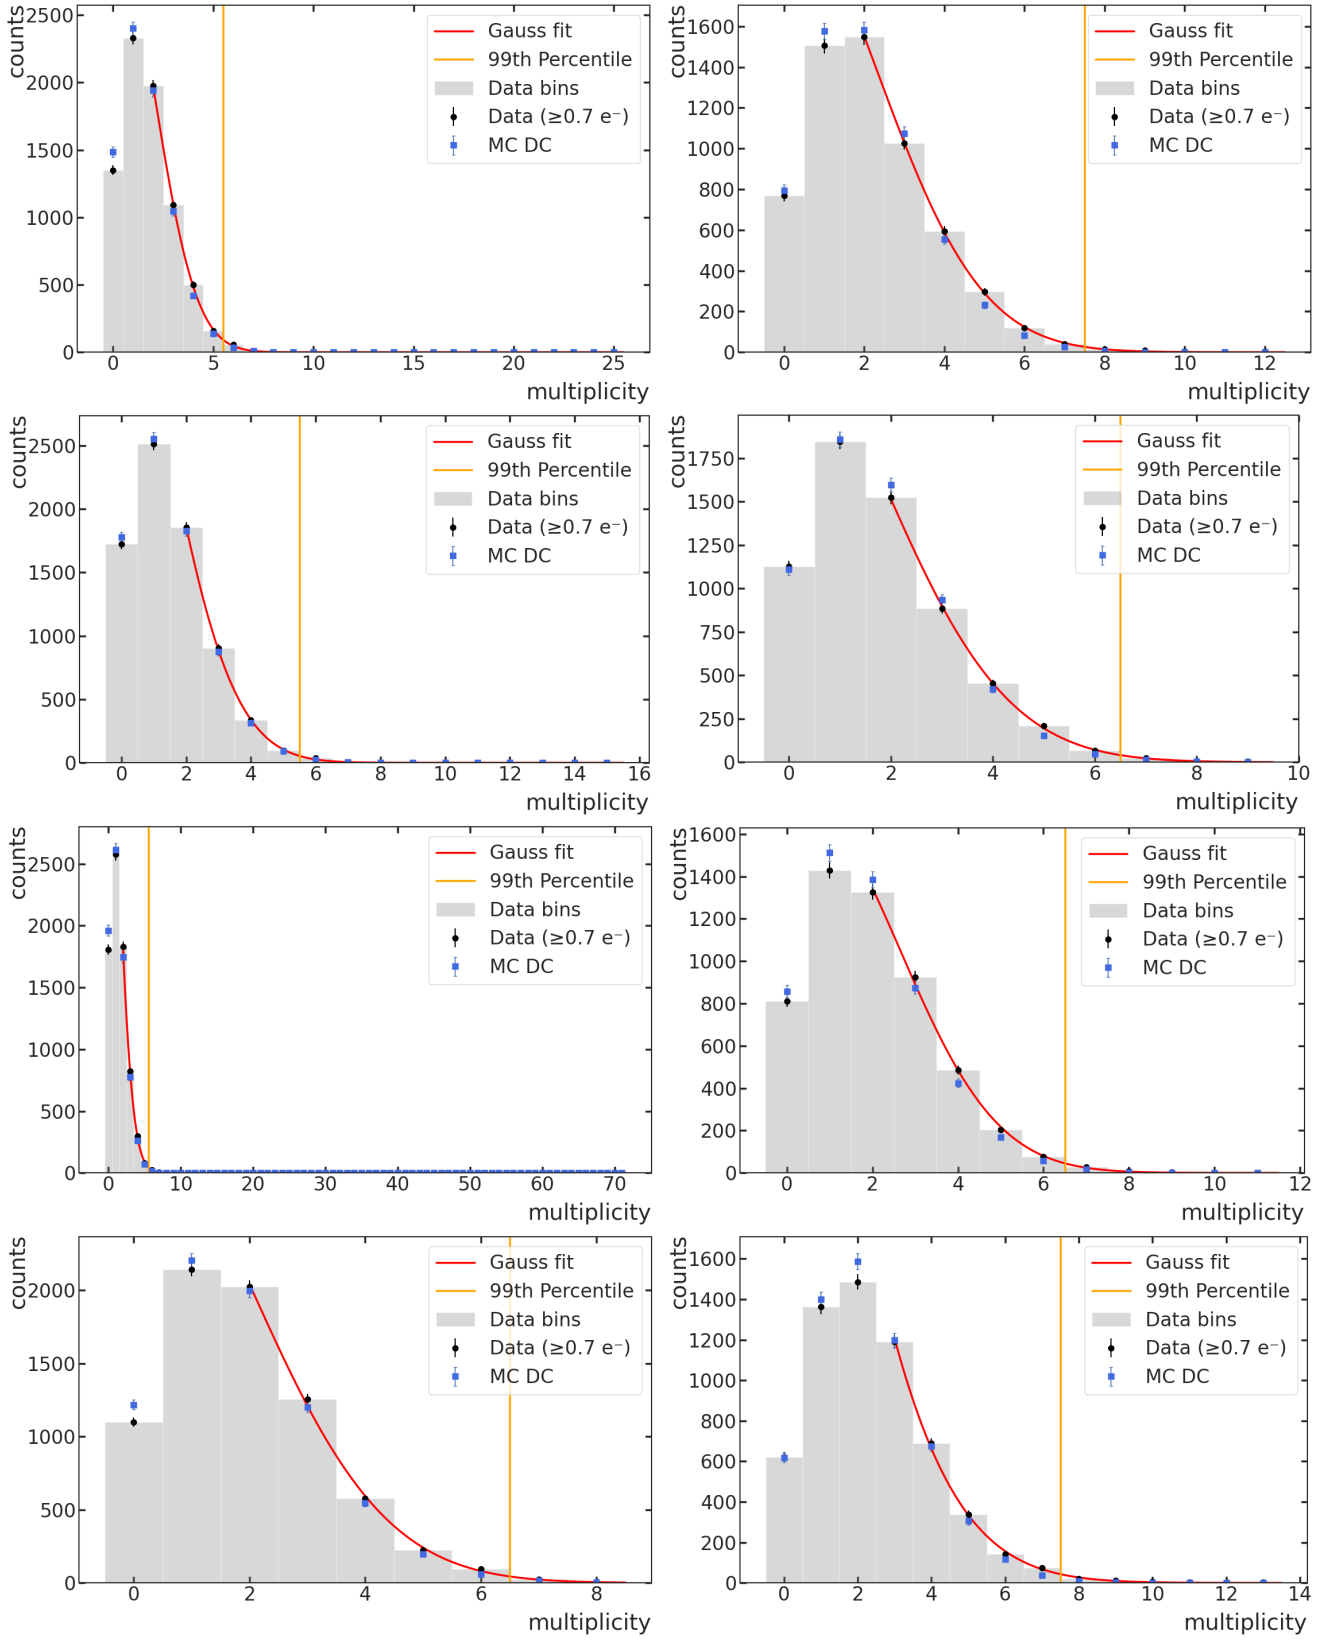 counts
2500
2000
1500
1000
500
0
0 5 10 15 20 25
multiplicity
Gauss fit
99th Percentile
Data bins
Data (≥0.7 e⁻)
MC DC
counts
1600
1400
1200
1000
800
600
400
200
0
0 2 4 6 8 10 12
multiplicity
Gauss fit
99th Percentile
Data bins
Data (≥0.7 e⁻)
MC DC
counts
2500
2000
1500
1000
500
0
0 2 4 6 8 10 12 14 16
multiplicity
Gauss fit
99th Percentile
Data bins
Data (≥0.7 e⁻)
MC DC
counts
1750
1500
1250
1000
750
500
250
0
0 2 4 6 8 10
multiplicity
Gauss fit
99th Percentile
Data bins
Data (≥0.7 e⁻)
MC DC
counts
2500
2000
1500
1000
500
0
0 10 20 30 40 50 60 70
multiplicity
Gauss fit
99th Percentile
Data bins
Data (≥0.7 e⁻)
MC DC
counts
1600
1400
1200
1000
800
600
400
200
0
0 2 4 6 8 10 12
multiplicity
Gauss fit
99th Percentile
Data bins
Data (≥0.7 e⁻)
MC DC
counts
2000
1500
1000
500
0
0 2 4 6 8
multiplicity
Gauss fit
99th Percentile
Data bins
Data (≥0.7 e⁻)
MC DC
counts
1600
1400
1200
1000
800
600
400
200
0
0 2 4 6 8 10 12 14
multiplicity
Gauss fit
99th Percentile
Data bins
Data (≥0.7 e⁻)
MC DC